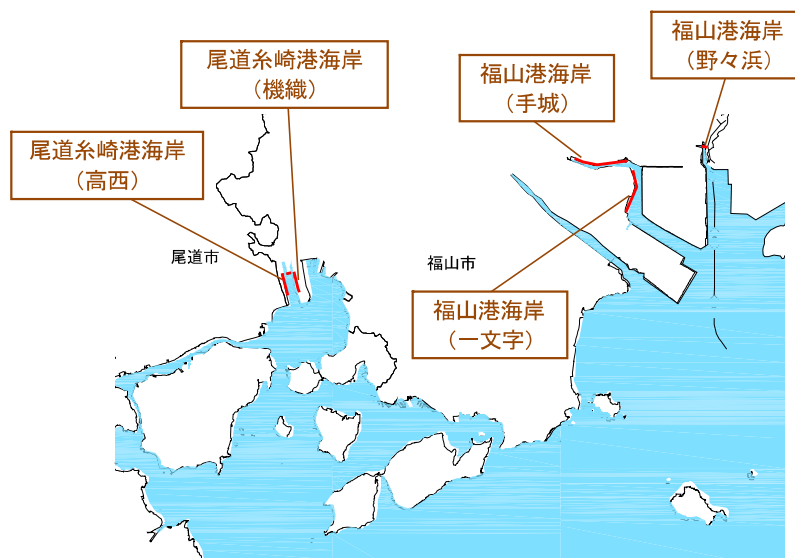 福山港海岸
（野々浜）
尾道糸崎港海岸
（機織）
福山港海岸
（手城）
尾道糸崎港海岸
（高西）
尾道市
福山市
福山港海岸
（一文字）